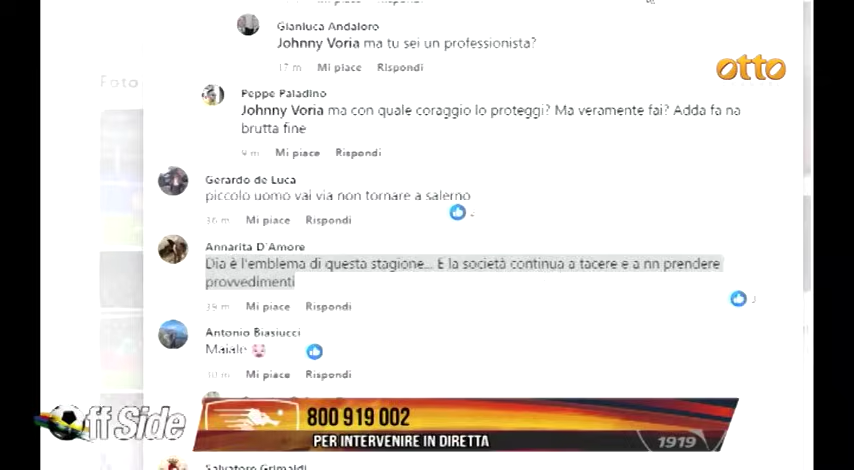 Gianluca Andaloro
Johnny Voria ma tu sei un professionista?
17 m Mi piace Rispondi
otto
Foto
Peppe Paladino
Johnny Voria ma con quale coraggio lo proteggi? Ma veramente fai? Adda fa na
brutta fine
9 m Mi piace Rispondi
Gerardo de Luca
piccolo uomo vai via non tornare a salerno
36 m Mi piace Rispondi
Annarita D'Amore
Dia è l'emblema di questa stagione... E la società continua a tacere e a nn prendere
provvedimenti
39 m Mi piace Rispondi
3
Antonio Biasiucci
Maiale
Mi piace Rispondi
800 919 002
PER INTERVENIRE IN DIRETTA
1919
Off Side
Salvatore Grimaldi